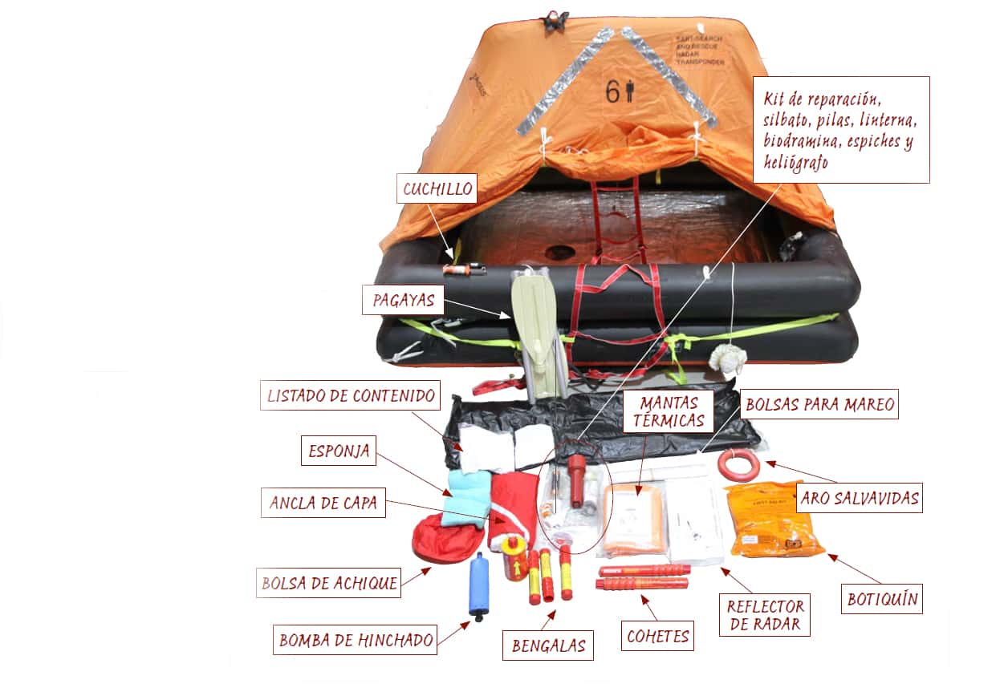 SART-SEARCH
AND RESCUE
RADAR
TRANSPONDER
6
Kit de reparación,
silbato, pilas, linterna,
biodramina, espiches y
heliógrafo
CUCHILLO
PAGAYAS
LISTADO DE CONTENIDO
MANTAS
TÉRMICAS
BOLSAS PARA MAREO
ESPONJA
ANCLA DE CAPA
ARO SALVAVIDAS
BOLSA DE ACHIQUE
BOTIQUÍN
REFLECTOR
DE RADAR
BOMBA DE HINCHADO
BENGALAS
COHETES